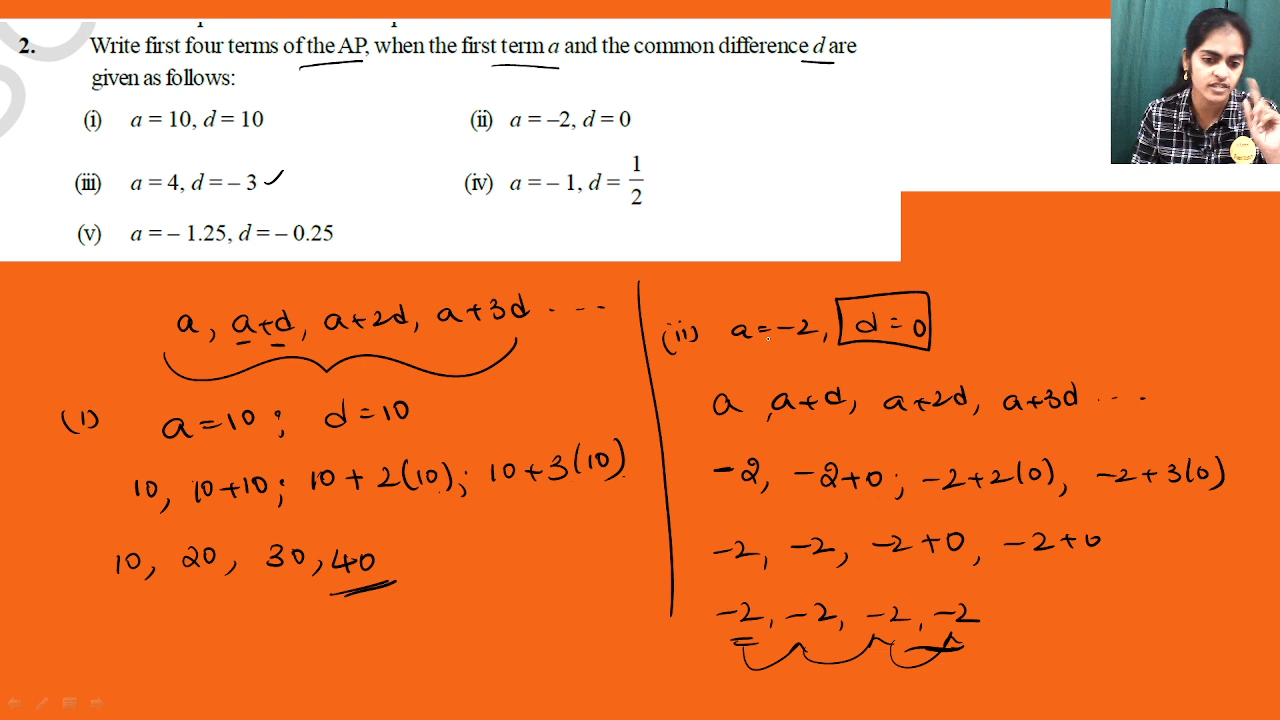 2. Write first four terms of the AP, when the first term a and the common difference d are
given as follows:
(i) a = 10, d = 10 (ii) a = –2, d = 0
(iii) a = 4, d = – 3 ✓ (iv) a = – 1, d = 1/2
(v) a = – 1.25, d = – 0.25
a, a+d, a+2d, a+3d ....
(1) a=10 ; d=10
10, 10+10; 10 + 2(10); 10+3(10)
10, 20, 30, 40
(ii) a=-2, d=0
a, a+d, a+2d, a+3d ....
-2, -2+0; -2+2(0), -2+3(0)
-2, -2, -2+0, -2+0
-2, -2, -2, -2